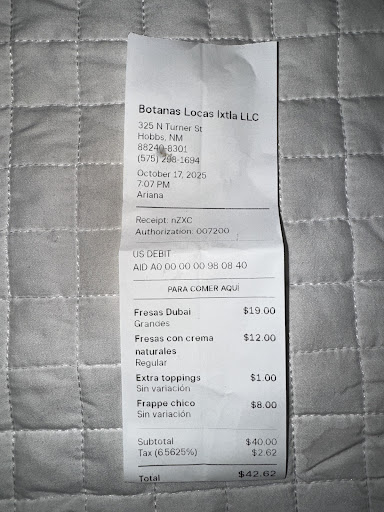 Botanas Locas Ixtla LLC
325 N Turner St
Hobbs, NM
88240-8301
(575) 298-1694
October 17, 2025
7:07 PM
Ariana
Receipt: nZXC
Authorization: 007200
US DEBIT
AID A0 00 00 00 98 08 40
PARA COMER AQUÍ
Fresas Dubai $19.00
Grandes
Fresas con crema $12.00
naturales
Regular
Extra toppings $1.00
Sin variación
Frappe chico $8.00
Sin variación
Subtotal $40.00
Tax (6.5625%) $2.62
Total $42.62